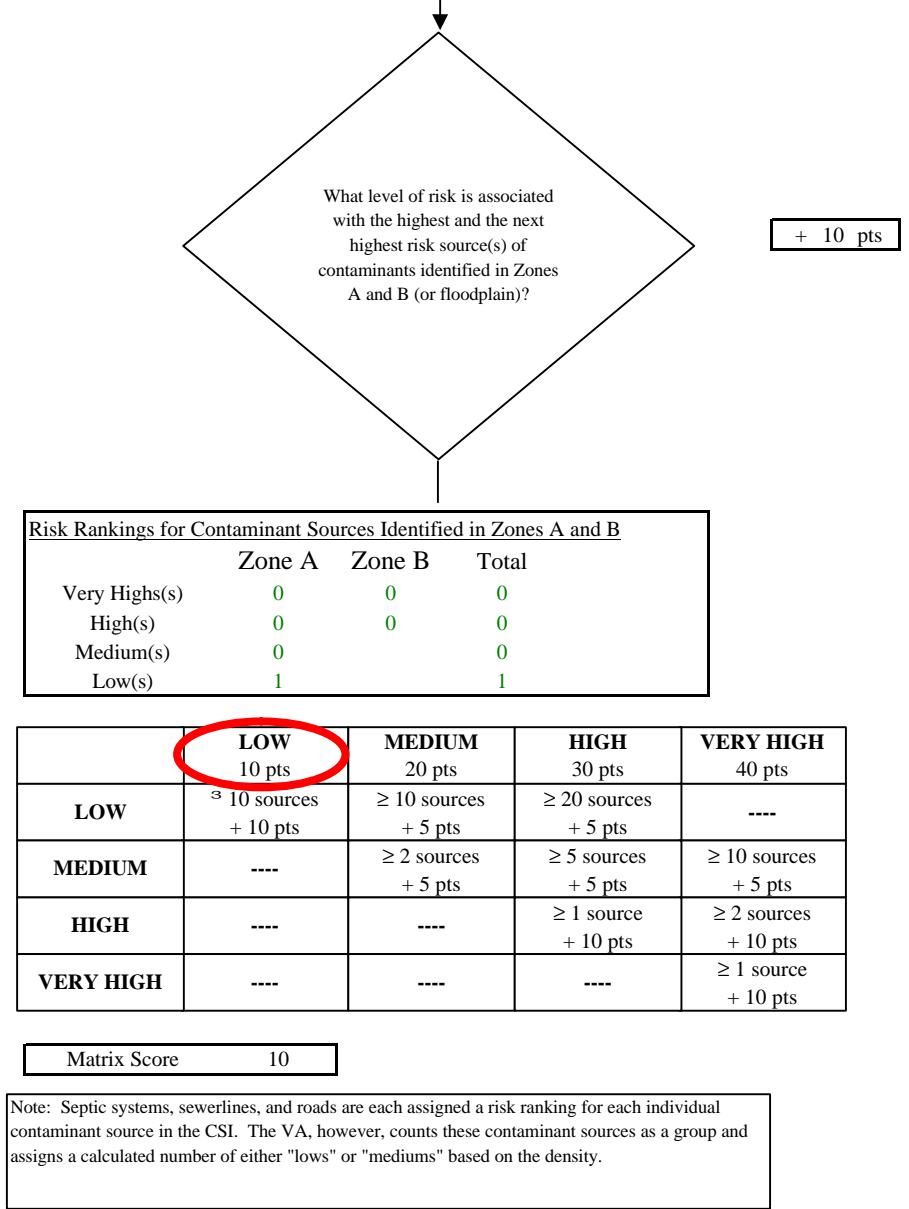 What level of risk is associated
with the highest and the next
highest risk source(s) of
contaminants identified in Zones
A and B (or floodplain)?
+ 10 pts
Risk Rankings for Contaminant Sources Identified in Zones A and B
Zone A Zone B Total
Very Highs(s) 0 0 0
High(s) 0 0 0
Medium(s) 0 0
Low(s) 1 1
LOW MEDIUM HIGH VERY HIGH
10 pts 20 pts 30 pts 40 pts
LOW ³ 10 sources ≥ 10 sources ≥ 20 sources ----
+ 10 pts + 5 pts + 5 pts
MEDIUM ---- ≥ 2 sources ≥ 5 sources ≥ 10 sources
+ 5 pts + 5 pts + 5 pts
HIGH ---- ---- ≥ 1 source ≥ 2 sources
+ 10 pts + 10 pts
VERY HIGH ---- ---- ---- ≥ 1 source
+ 10 pts
Matrix Score 10
Note: Septic systems, sewerlines, and roads are each assigned a risk ranking for each individual
contaminant source in the CSI. The VA, however, counts these contaminant sources as a group and
assigns a calculated number of either "lows" or "mediums" based on the density.